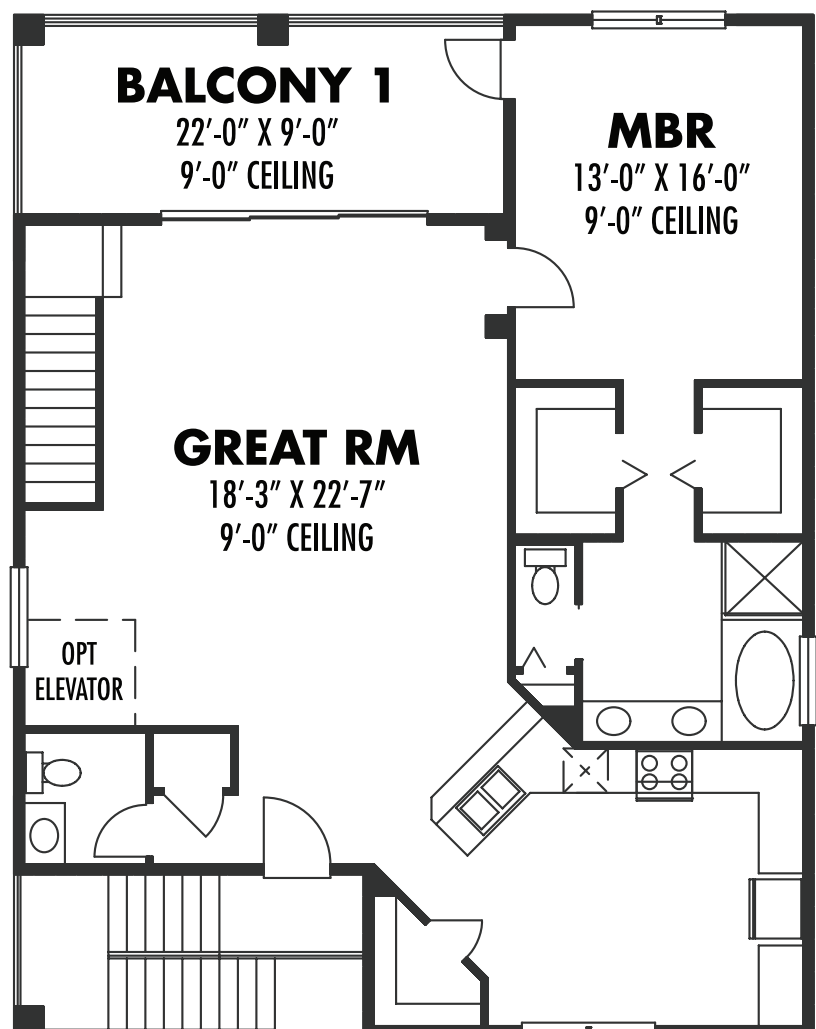 BALCONY 1
22'-0" X 9'-0"
9'-0" CEILING
MBR
13'-0" X 16'-0"
9'-0" CEILING
GREAT RM
18'-3" X 22'-7"
9'-0" CEILING
OPT
ELEVATOR